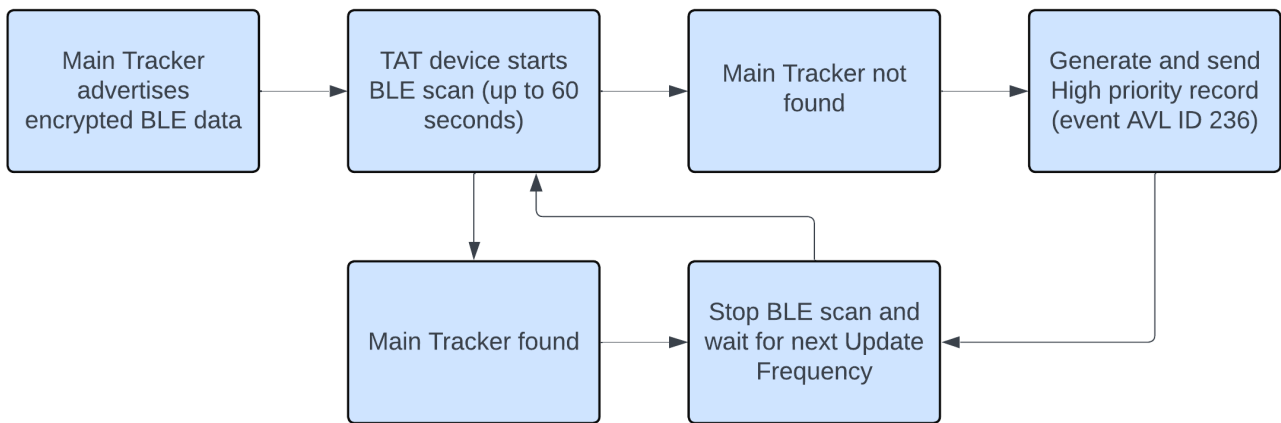 Main Tracker
advertises
encrypted BLE data
TAT device starts
BLE scan (up to 60
seconds)
Main Tracker not
found
Generate and send
High priority record
(event AVL ID 236)
Main Tracker found
Stop BLE scan and
wait for next Update
Frequency